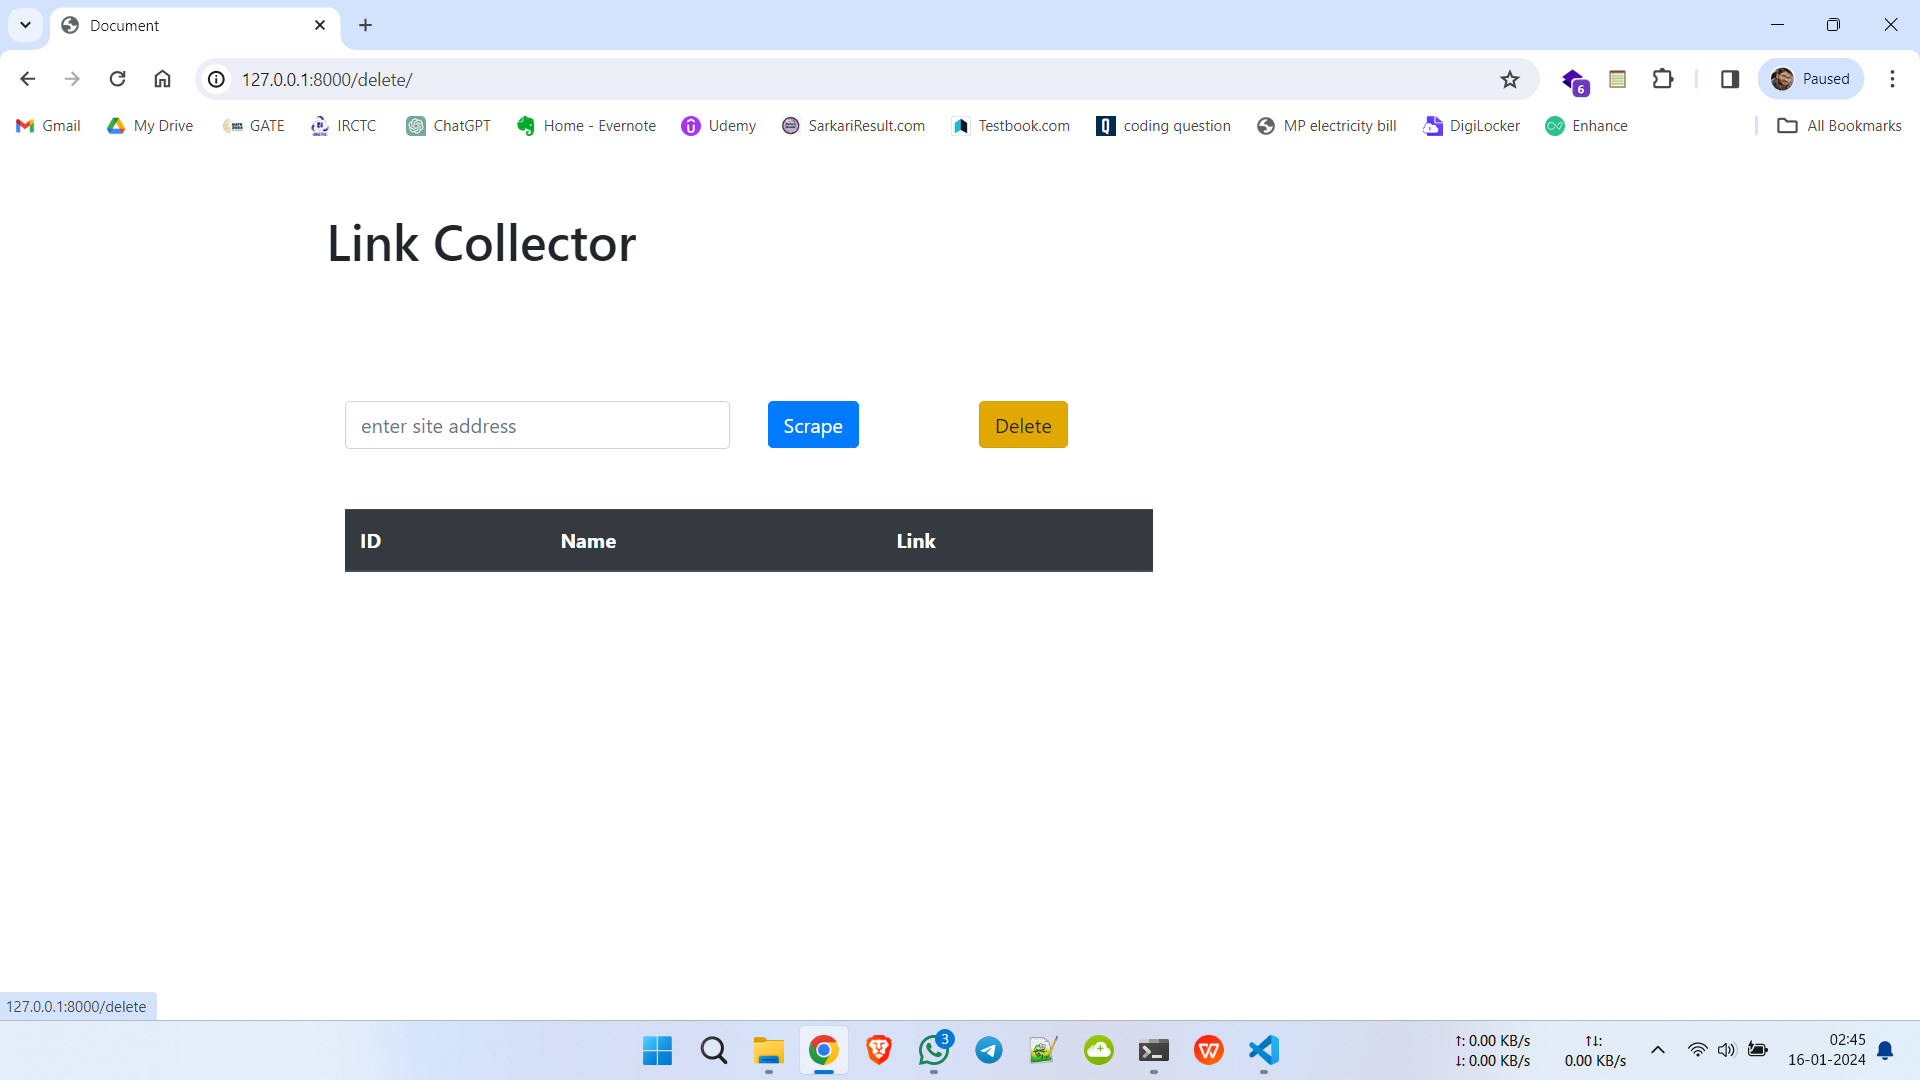 Document
127.0.0.1:8000/delete/
6
Paused
Gmail My Drive GATE IRCTC ChatGPT Home - Evernote Udemy SarkariResult.com Testbook.com coding question MP electricity bill DigiLocker Enhance All Bookmarks
Link Collector
enter site address Scrape Delete
ID Name Link
127.0.0.1:8000/delete
3
↑: 0.00 KB/s ↑↓: 02:45
↓: 0.00 KB/s 0.00 KB/s 16-01-2024